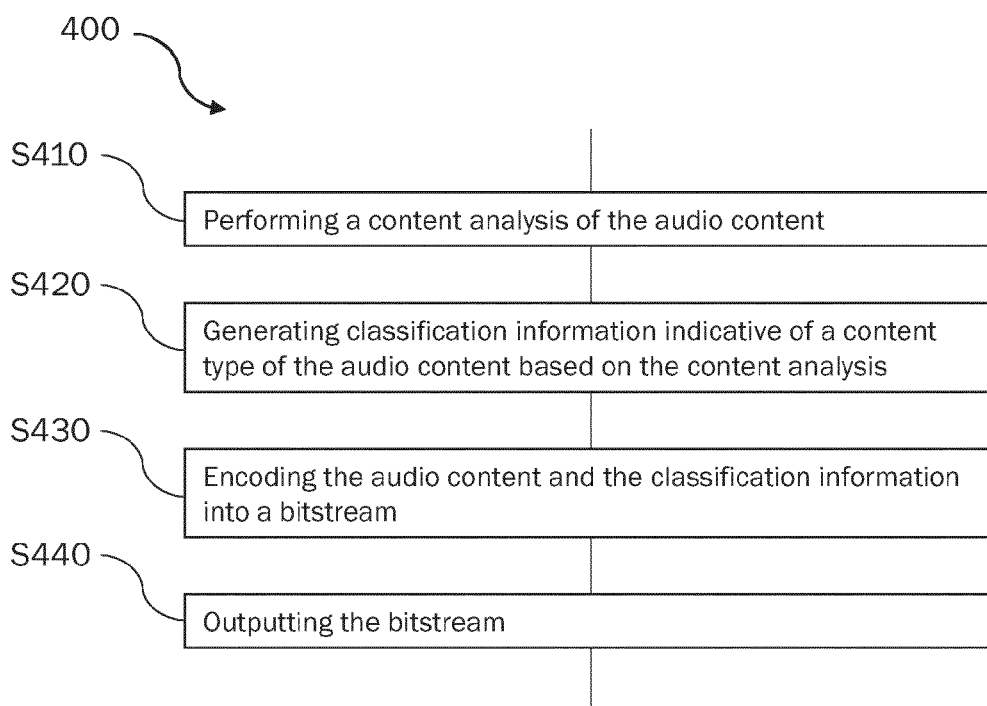 400
S410
Performing a content analysis of the audio content
S420
Generating classification information indicative of a content
type of the audio content based on the content analysis
S430
Encoding the audio content and the classification information
into a bitstream
S440
Outputting the bitstream